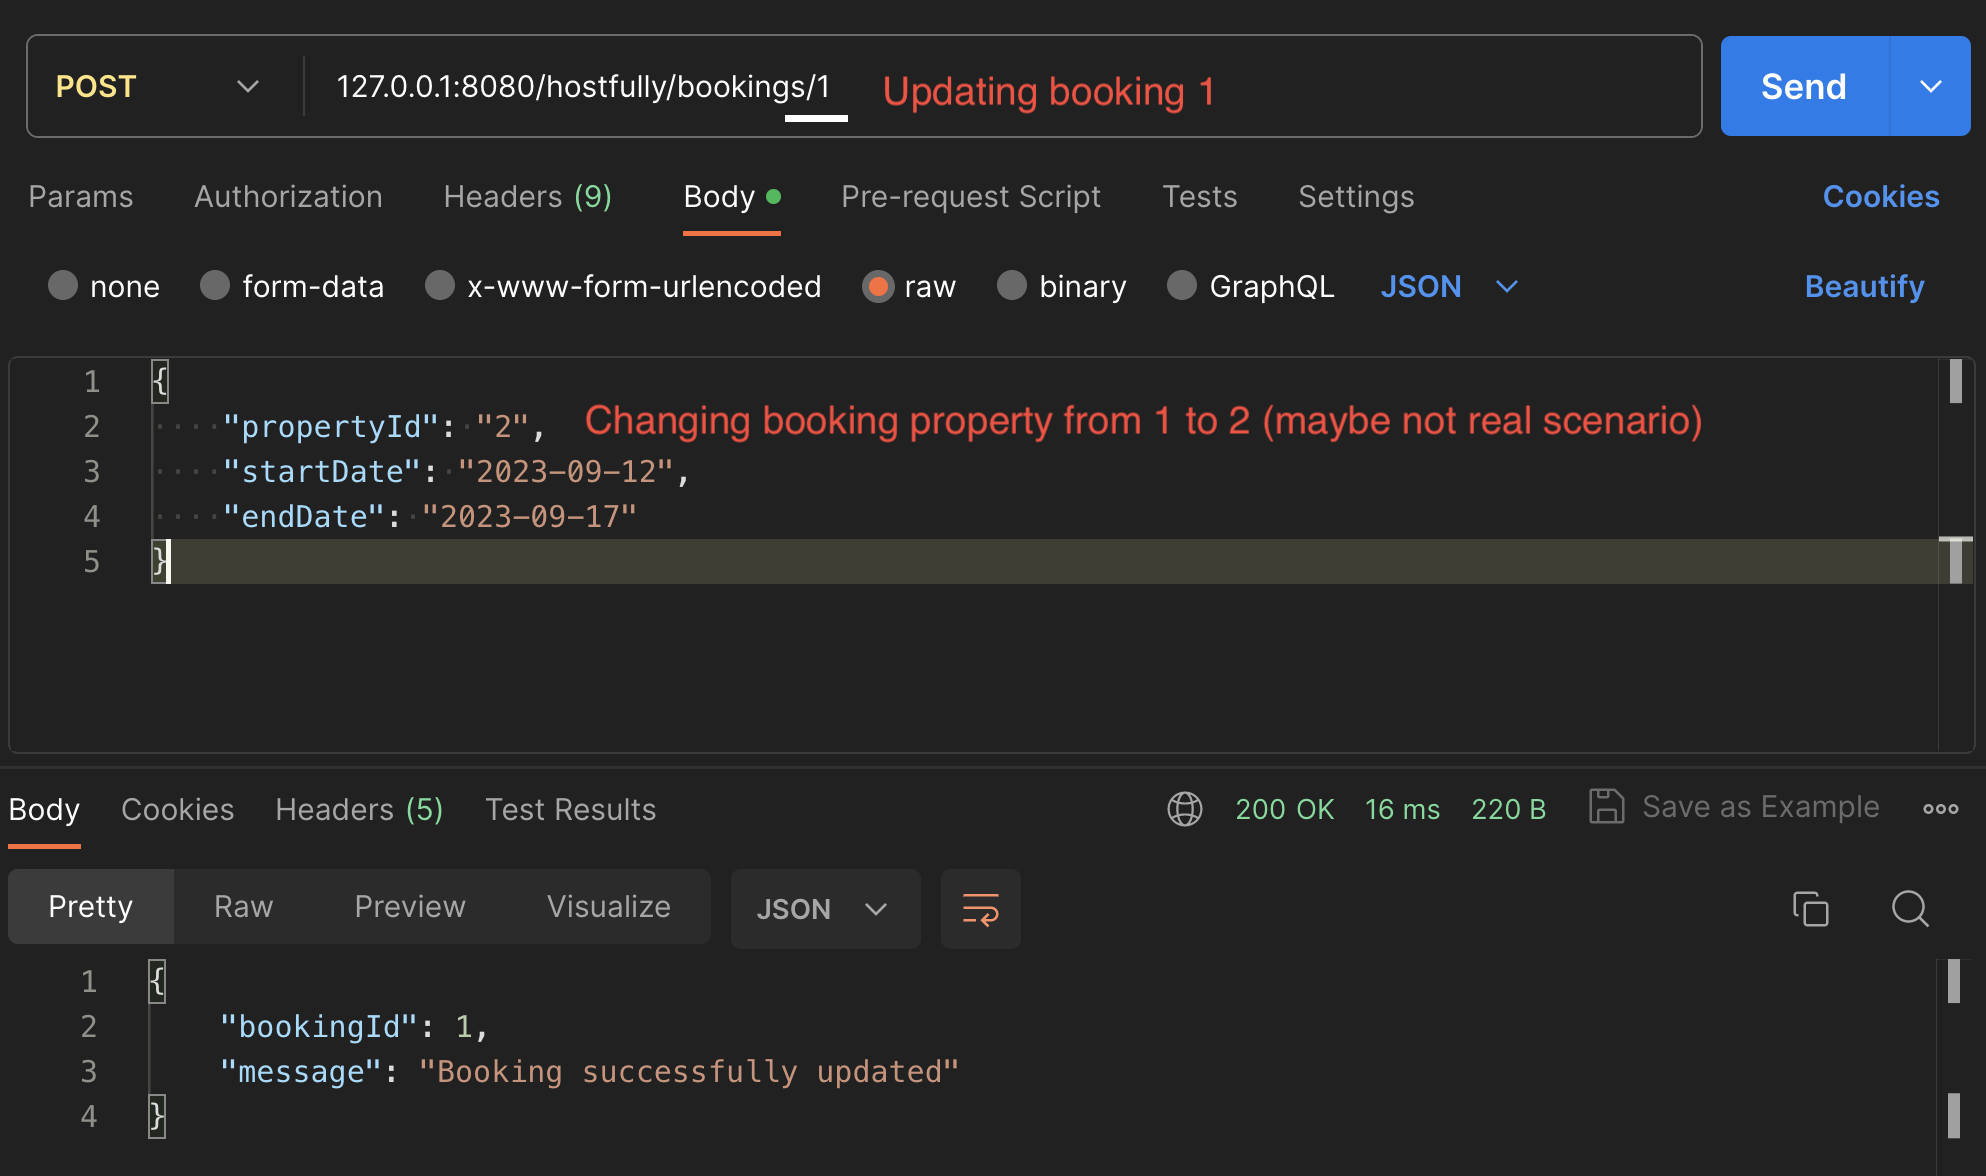 POST 127.0.0.1:8080/hostfully/bookings/1 Updating booking 1 Send
Params Authorization Headers (9) Body Pre-request Script Tests Settings Cookies
none form-data x-www-form-urlencoded raw binary GraphQL JSON Beautify
1 {
2 "propertyId": "2", Changing booking property from 1 to 2 (maybe not real scenario)
3 "startDate": "2023-09-12",
4 "endDate": "2023-09-17"
5 }
Body Cookies Headers (5) Test Results 200 OK 16 ms 220 B Save as Example
Pretty Raw Preview Visualize JSON
1 {
2 "bookingId": 1,
3 "message": "Booking successfully updated"
4 }